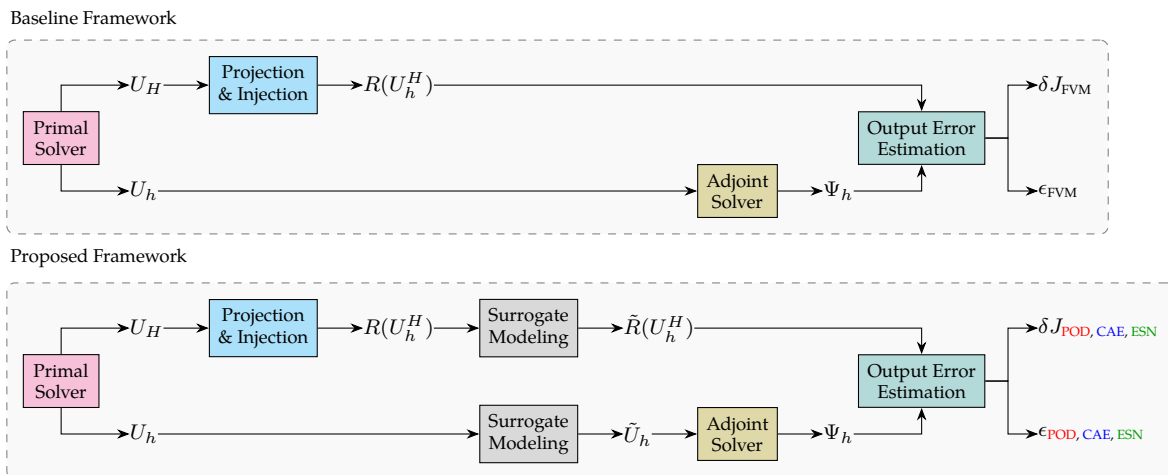 Baseline Framework
U_H
Projection
& Injection
R(U_h^H)
δJ_FVM
Primal
Solver
Output Error
Estimation
U_h
Adjoint
Solver
Ψ_h
ϵ_FVM
Proposed Framework
U_H
Projection
& Injection
R(U_h^H)
Surrogate
Modeling
R̃(U_h^H)
δJ_POD, CAE, ESN
Primal
Solver
Output Error
Estimation
U_h
Surrogate
Modeling
Ũ_h
Adjoint
Solver
Ψ_h
ϵ_POD, CAE, ESN